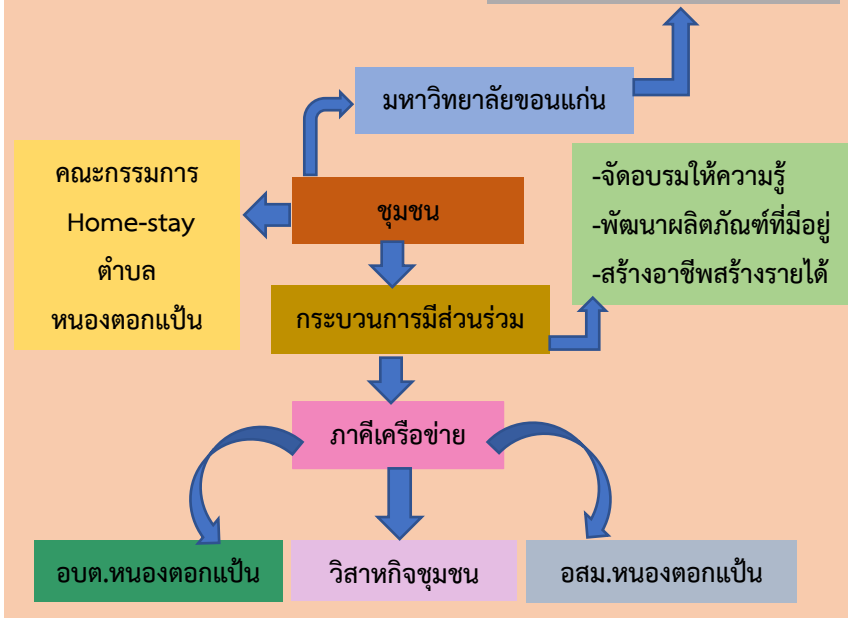 มหาวิทยาลัยขอนแก่น
คณะกรรมการ
Home-stay
ตำบล
หนองตอกแป้น
ชุมชน
-จัดอบรมให้ความรู้
-พัฒนาผลิตภัณฑ์ที่มีอยู่
-สร้างอาชีพสร้างรายได้
กระบวนการมีส่วนร่วม
ภาคีเครือข่าย
อบต.หนองตอกแป้น
วิสาหกิจชุมชน
อสม.หนองตอกแป้น